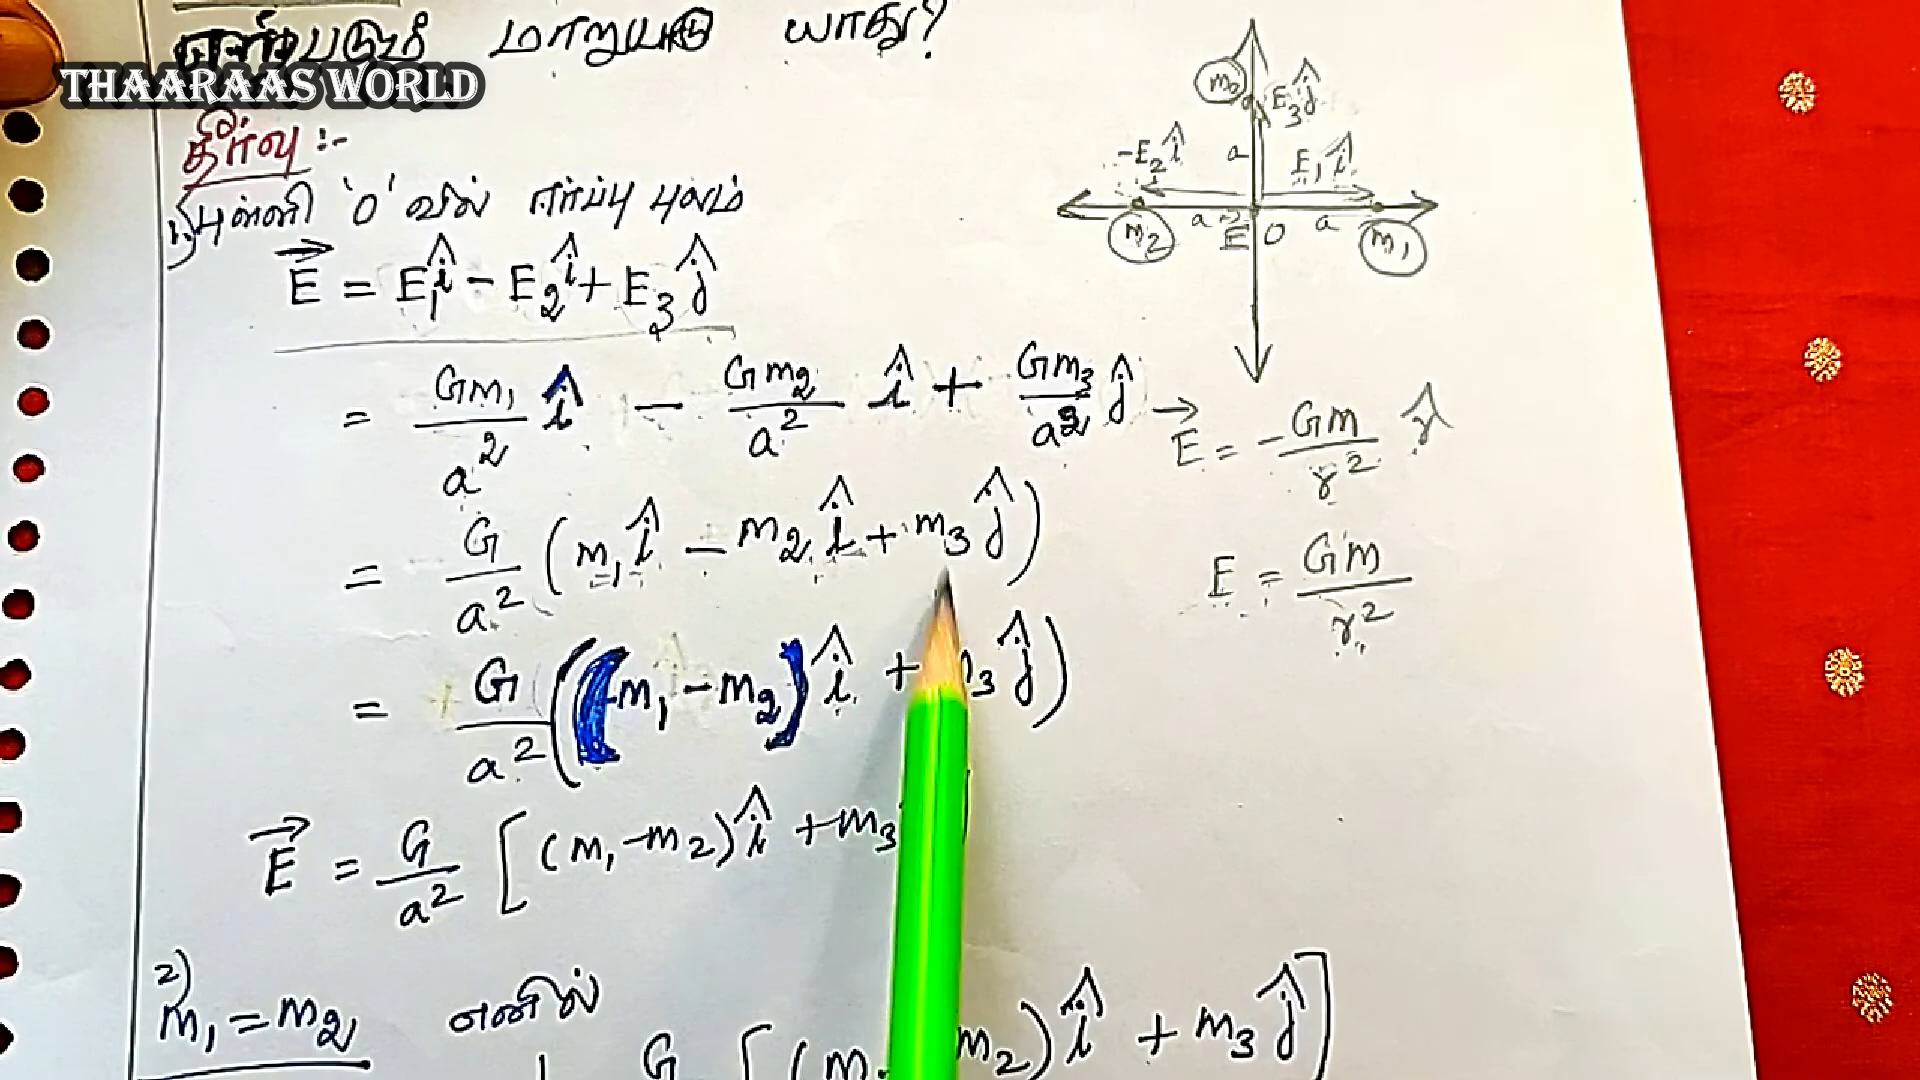 ஏற்படும் மாறுபாடு யாது?
THAARAAS WORLD
தீர்வு :-
1) புள்ளி 'O' வில் ஈர்ப்பு புலம்
E⃗ = E₁î - E₂î + E₃ĵ
= Gm₁/a² î - Gm₂/a² î + Gm₃/a² ĵ
= G/a² (m₁î - m₂î + m₃ĵ)
= G/a² ((m₁ - m₂) î + m₃ĵ)
E⃗ = G/a² [(m₁ - m₂)î + m₃
2)
m₁ = m₂ எனில்
G [(m m₂)î + m₃ĵ]
E₃ĵ
-E₂î a E₁î
m₂ a E⃗ O a m₁
E⃗ = -Gm/r² r̂
E = Gm/r²